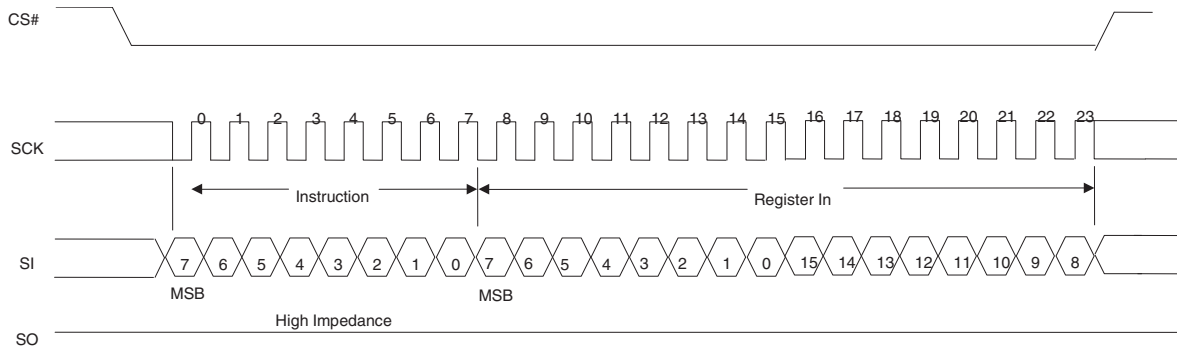 CS#
0 1 2 3 4 5 6 7 8 9 10 11 12 13 14 15 16 17 18 19 20 21 22 23
SCK
Instruction Register In
SI 7 6 5 4 3 2 1 0 7 6 5 4 3 2 1 0 15 14 13 12 11 10 9 8
MSB MSB
High Impedance
SO